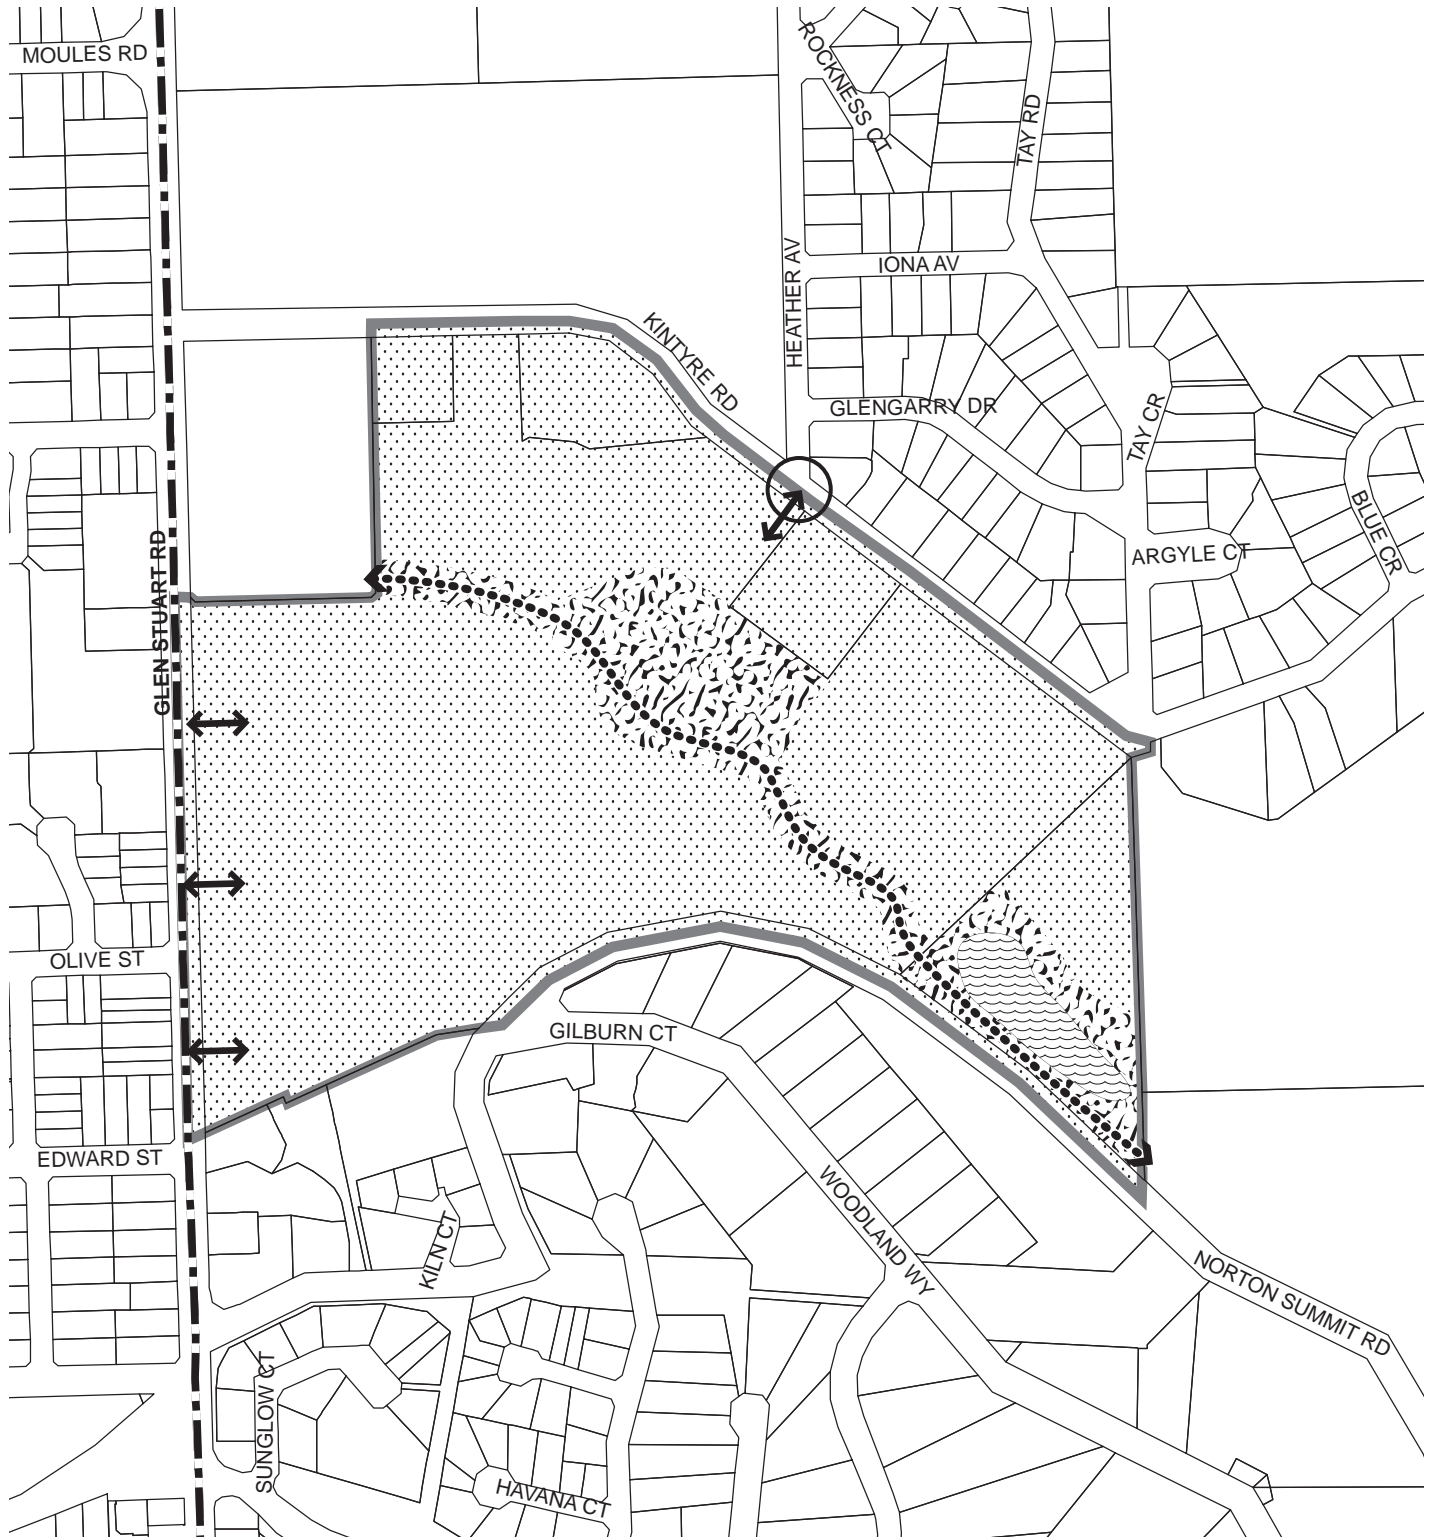 MOULES RD
ROCKNESS CT
TAY RD
HEATHER AV
IONA AV
KINTYRE RD
GLENGARRY DR
TAY CR
BLUE CR
ARGYLE CT
GLEN STUART RD
OLIVE ST
GILBURN CT
EDWARD ST
KILN CT
WOODLAND WY
NORTON SUMMIT RD
SUNGLOW CT
HAVANA CT